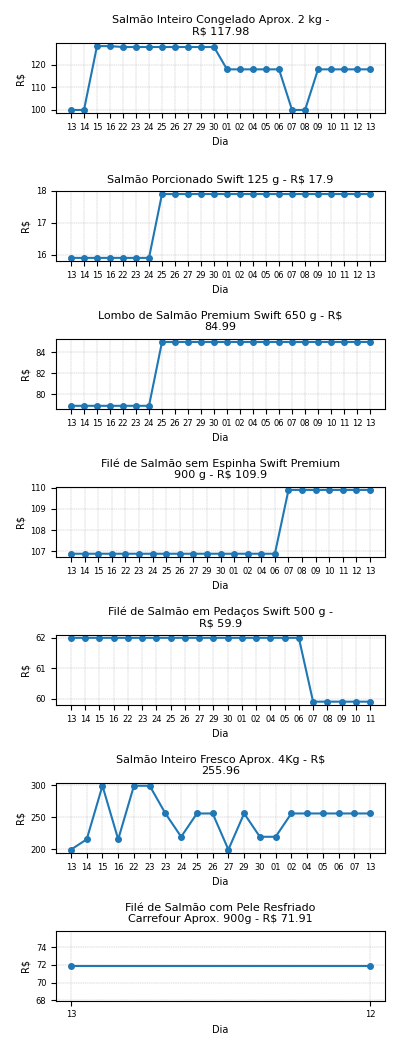 Salmão Inteiro Congelado Aprox. 2 kg -
R$ 117.98
120
110
100
R$
13 14 15 16 22 23 24 25 26 27 29 30 01 02 04 05 06 07 08 09 10 11 12 13
Dia
Salmão Porcionado Swift 125 g - R$ 17.9
18
17
16
R$
13 14 15 16 22 23 24 25 26 27 29 30 01 02 04 05 06 07 08 09 10 11 12 13
Dia
Lombo de Salmão Premium Swift 650 g - R$
84.99
84
82
80
R$
13 14 15 16 22 23 24 25 26 27 29 30 01 02 04 05 06 07 08 09 10 11 12 13
Dia
Filé de Salmão sem Espinha Swift Premium
900 g - R$ 109.9
110
109
108
107
R$
13 14 15 16 22 23 24 25 26 27 29 30 01 02 04 06 07 08 09 10 11 12 13
Dia
Filé de Salmão em Pedaços Swift 500 g -
R$ 59.9
62
61
60
R$
13 14 15 16 22 23 24 25 26 27 29 30 01 02 04 05 06 07 08 09 10 11
Dia
Salmão Inteiro Fresco Aprox. 4Kg - R$
255.96
300
250
200
R$
13 14 15 16 22 23 23 24 25 26 27 29 30 01 02 04 05 06 07 13
Dia
Filé de Salmão com Pele Resfriado
Carrefour Aprox. 900g - R$ 71.91
74
72
70
68
R$
13 12
Dia